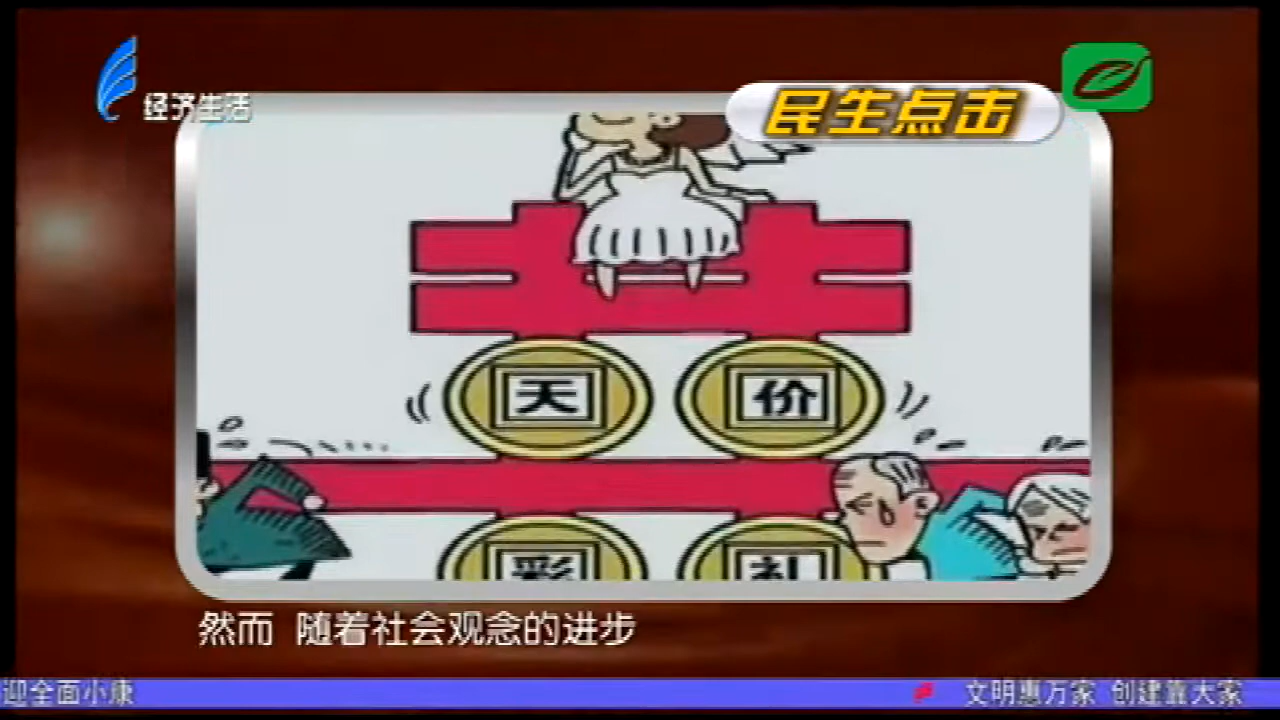 经济生活
民生点击
天 价
彩 礼
然而 随着社会观念的进步
迎全面小康 文明惠万家 创建靠大家